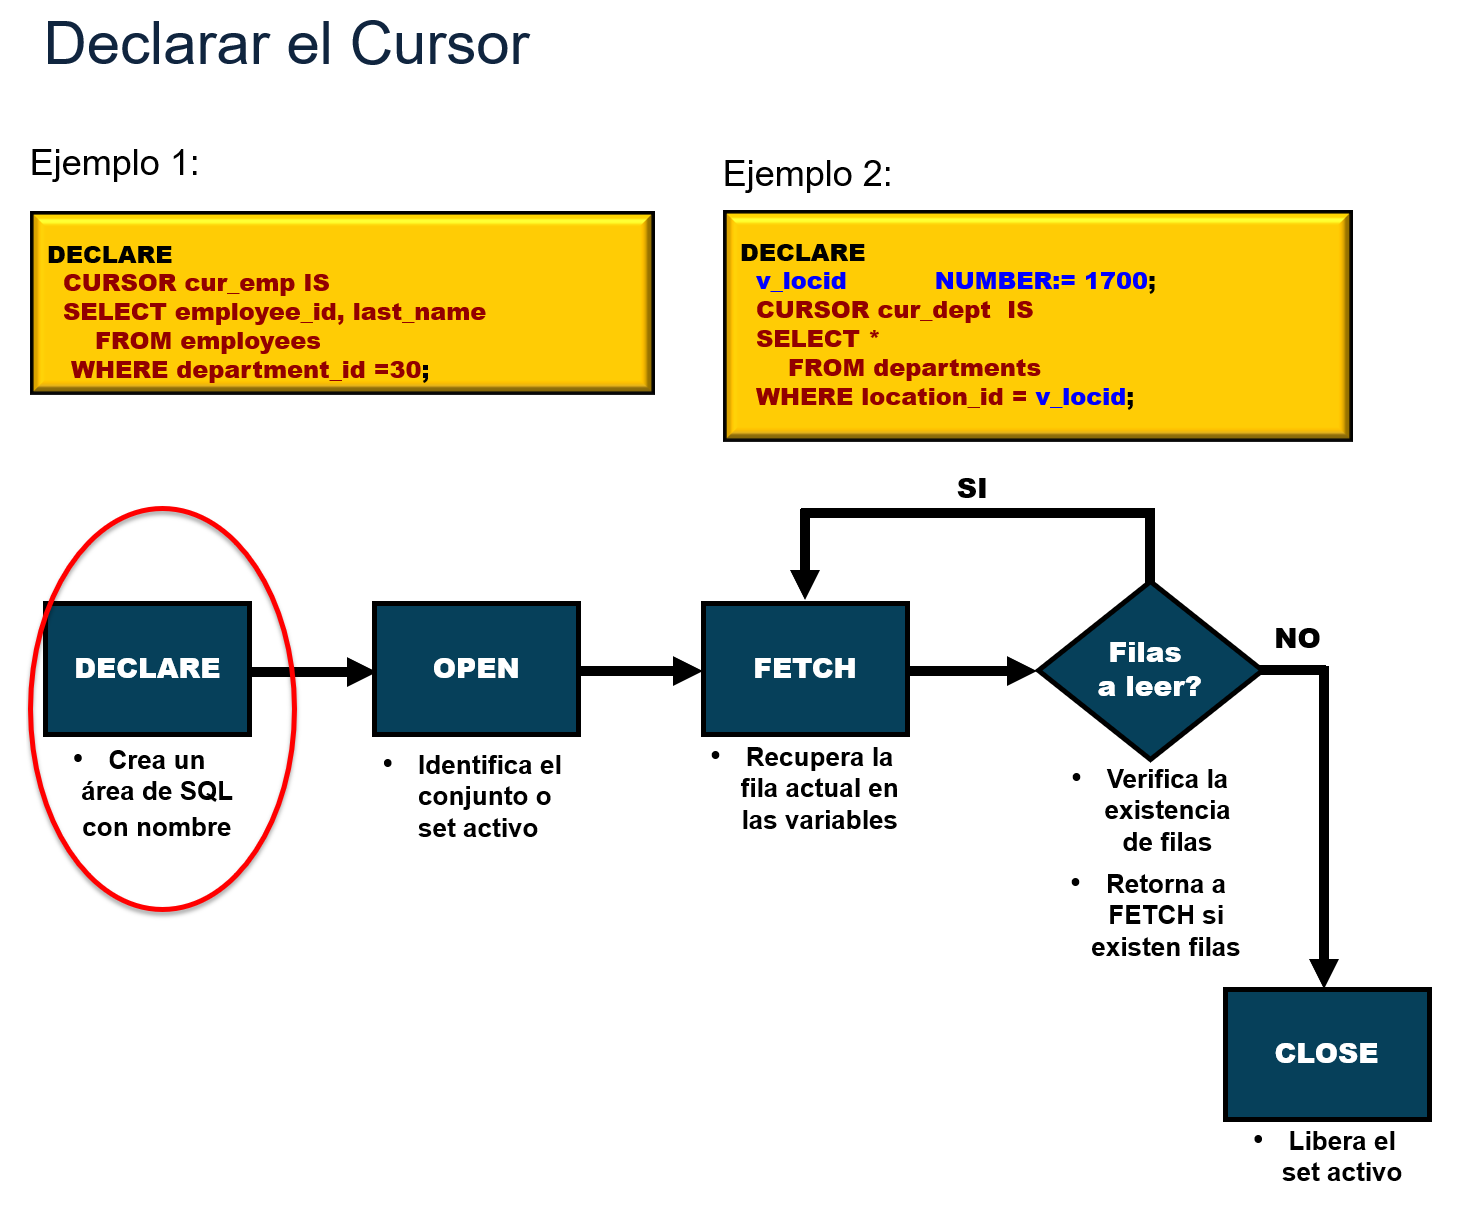 Declarar el Cursor
Ejemplo 1:
DECLARE
CURSOR cur_emp IS
SELECT employee_id, last_name
FROM employees
WHERE department_id =30;
Ejemplo 2:
DECLARE
v_locid NUMBER:= 1700;
CURSOR cur_dept IS
SELECT *
FROM departments
WHERE location_id = v_locid;
SI
DECLARE
OPEN
FETCH
Filas
a leer?
NO
• Crea un
área de SQL
con nombre
• Identifica el
conjunto o
set activo
• Recupera la
fila actual en
las variables
• Verifica la
existencia
de filas
• Retorna a
FETCH si
existen filas
CLOSE
• Libera el
set activo